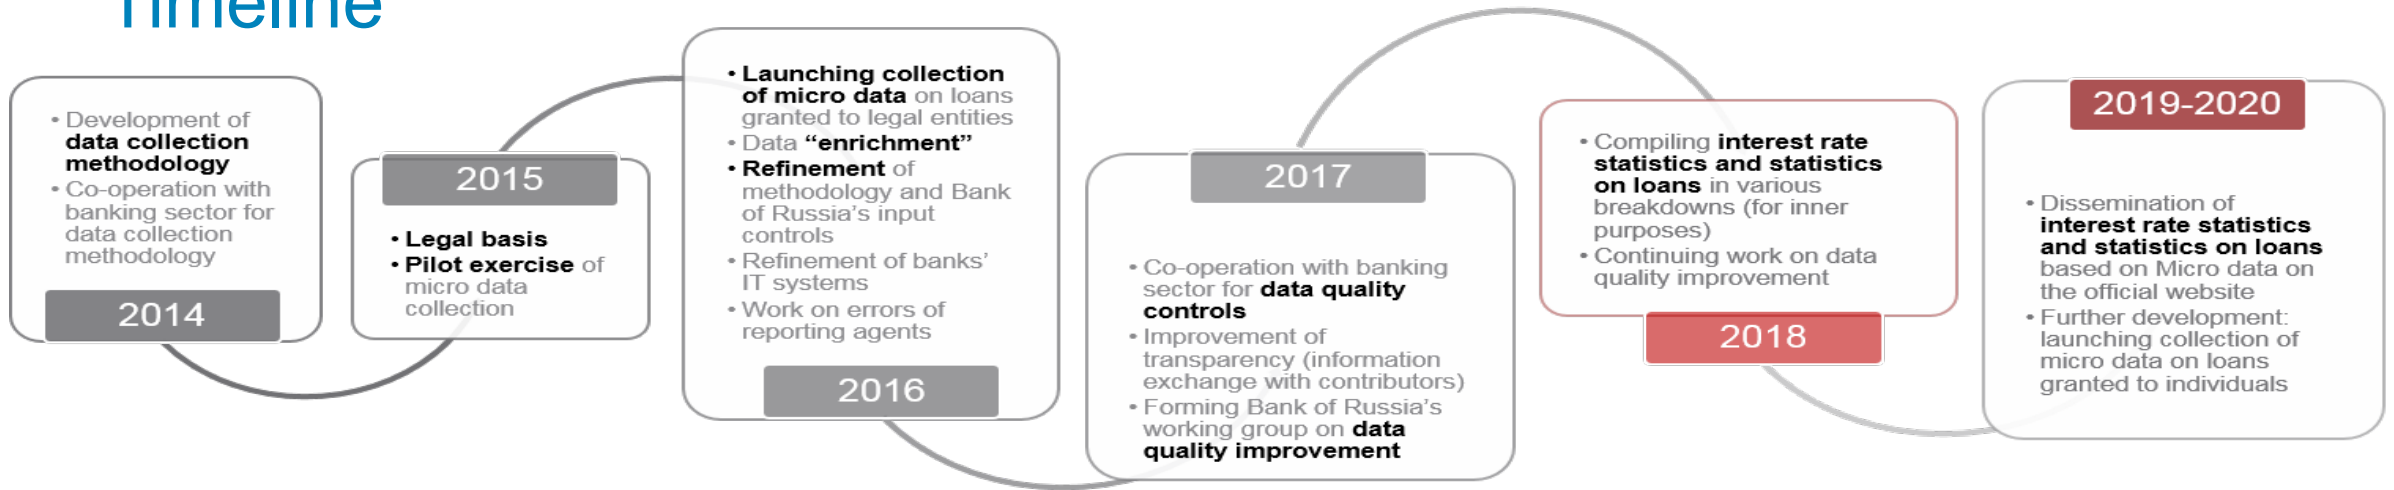 Timeline
• Development of
data collection
methodology
• Co-operation with
banking sector for
data collection
methodology
2014
2015
• Legal basis
• Pilot exercise of
micro data
collection
• Launching collection
of micro data on loans
granted to legal entities
• Data “enrichment”
• Refinement of
methodology and Bank
of Russia’s input
controls
• Refinement of banks’
IT systems
• Work on errors of
reporting agents
2016
2017
• Co-operation with banking
sector for data quality
controls
• Improvement of
transparency (information
exchange with contributors)
• Forming Bank of Russia’s
working group on data
quality improvement
• Compiling interest rate
statistics and statistics
on loans in various
breakdowns (for inner
purposes)
• Continuing work on data
quality improvement
2018
2019-2020
• Dissemination of
interest rate statistics
and statistics on loans
based on Micro data on
the official website
• Further development:
launching collection of
micro data on loans
granted to individuals